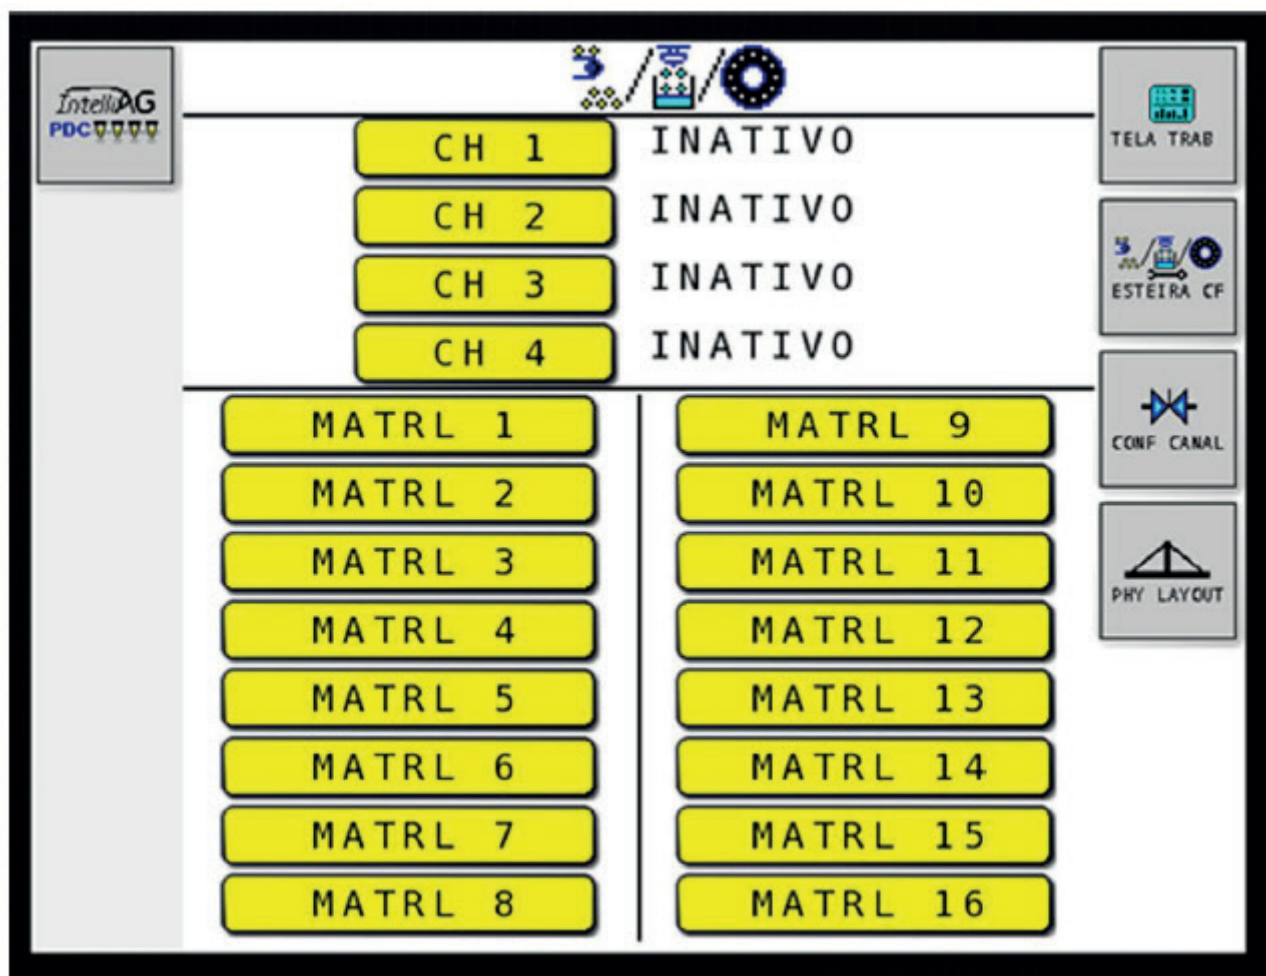 IntelliAG
PDC
CH 1 INATIVO
CH 2 INATIVO
CH 3 INATIVO
CH 4 INATIVO
MATRL 1
MATRL 2
MATRL 3
MATRL 4
MATRL 5
MATRL 6
MATRL 7
MATRL 8
MATRL 9
MATRL 10
MATRL 11
MATRL 12
MATRL 13
MATRL 14
MATRL 15
MATRL 16
TELA TRAB
ESTEIRA CF
CONF CANAL
PHY LAYOUT